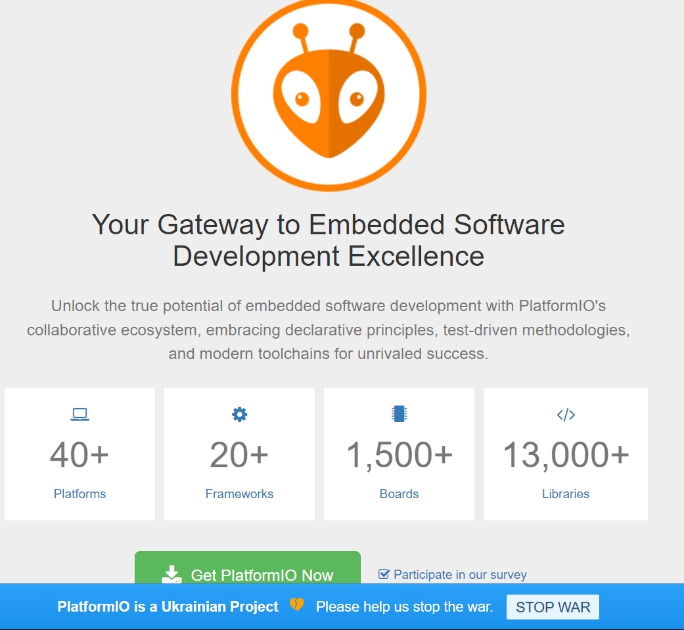 Your Gateway to Embedded Software
Development Excellence
Unlock the true potential of embedded software development with PlatformIO's
collaborative ecosystem, embracing declarative principles, test-driven methodologies,
and modern toolchains for unrivaled success.
40+
Platforms
20+
Frameworks
1,500+
Boards
13,000+
Libraries
Get PlatformIO Now
Participate in our survey
PlatformIO is a Ukrainian Project Please help us stop the war. STOP WAR